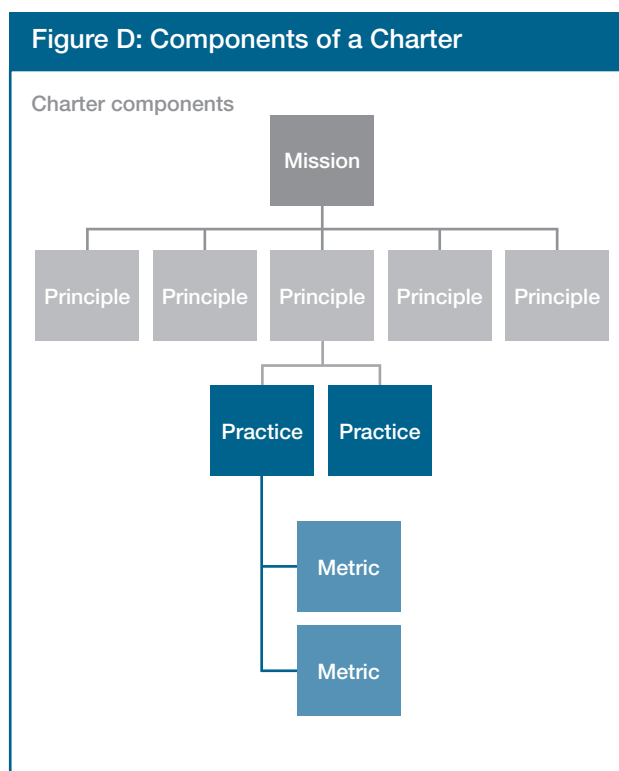 Figure D: Components of a Charter
Charter components
Mission
Principle Principle Principle Principle Principle
Practice Practice
Metric
Metric